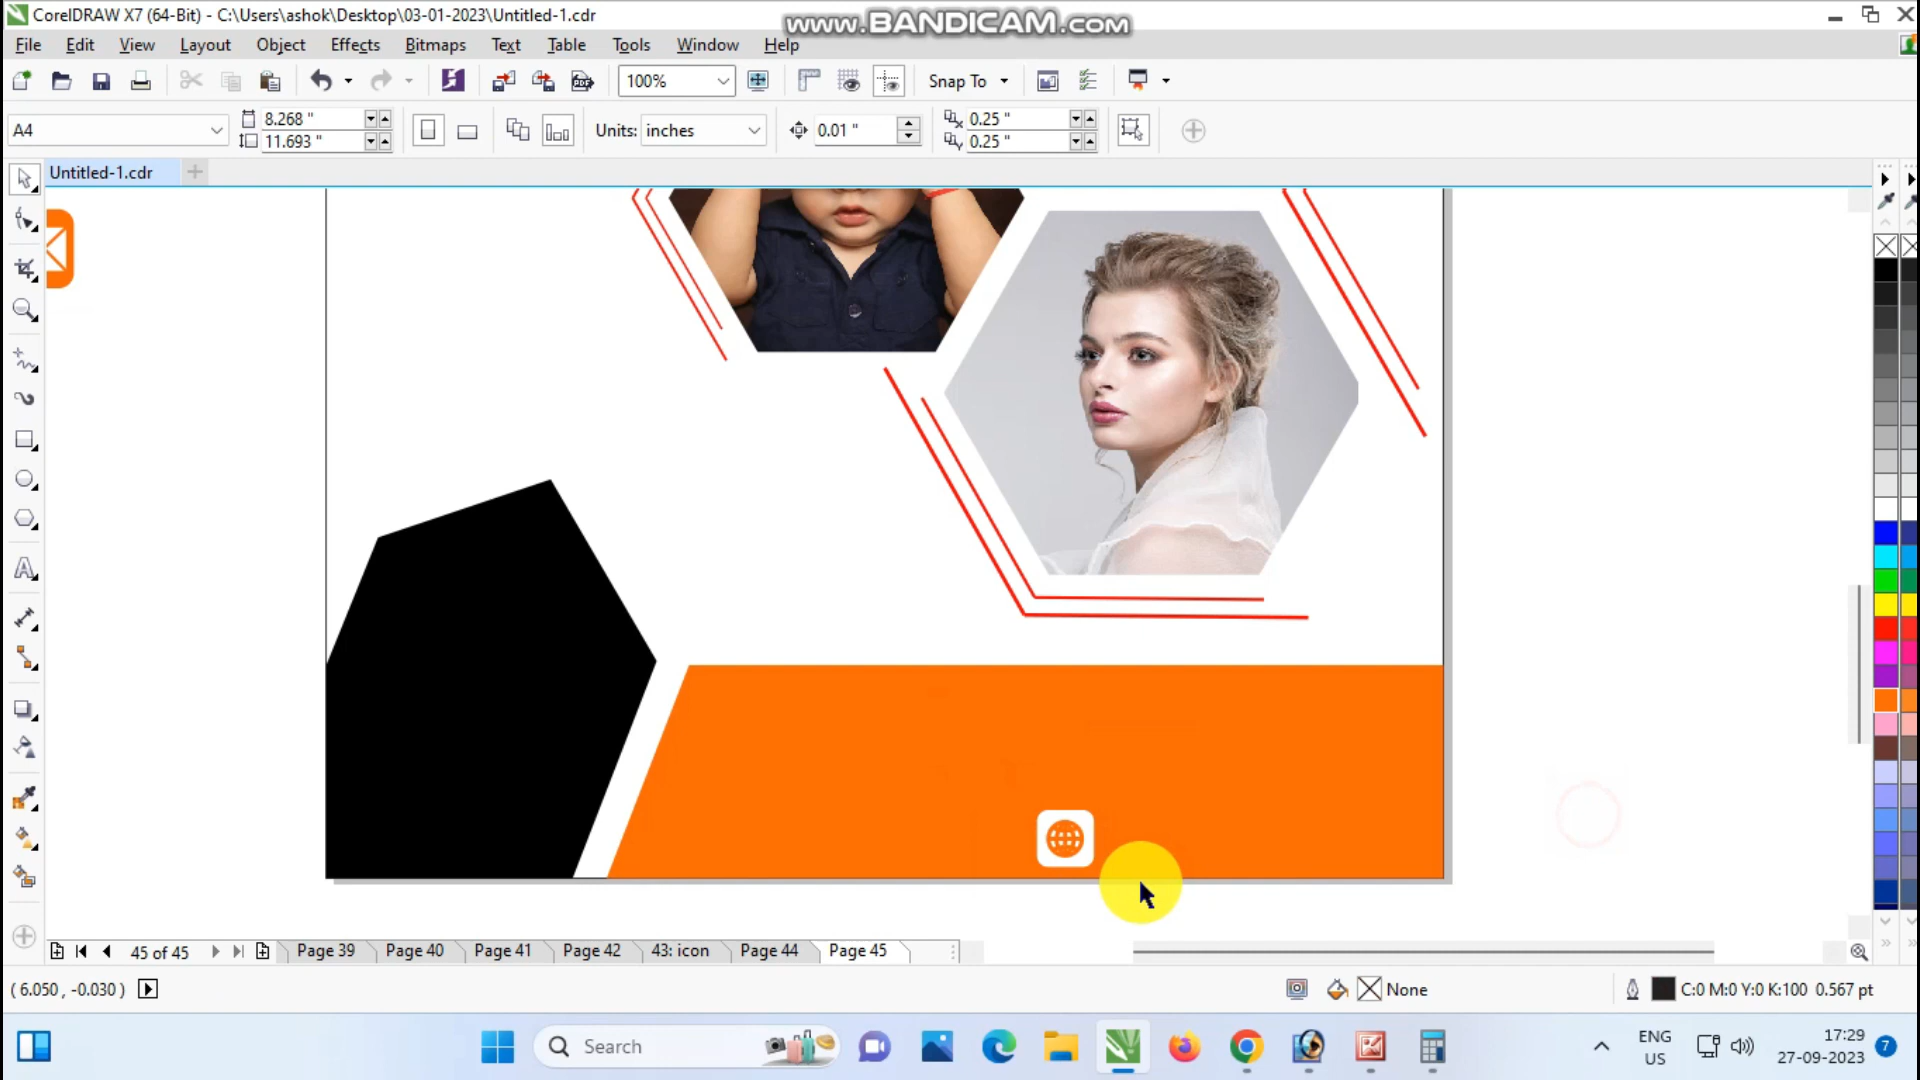 CorelDRAW X7 (64-Bit) - C:\Users\ashok\Desktop\03-01-2023\Untitled-1.cdr
www.BANDICAM.com
File Edit View Layout Object Effects Bitmaps Text Table Tools Window Help
100% Snap To
A4 8.268 " 11.693 " Units: inches 0.01 " 0.25 " 0.25 "
Untitled-1.cdr
45 of 45 Page 39 Page 40 Page 41 Page 42 43: icon Page 44 Page 45
( 6.050 , -0.030 ) None C:0 M:0 Y:0 K:100 0.567 pt
Search ENG US 17:29 27-09-2023 7